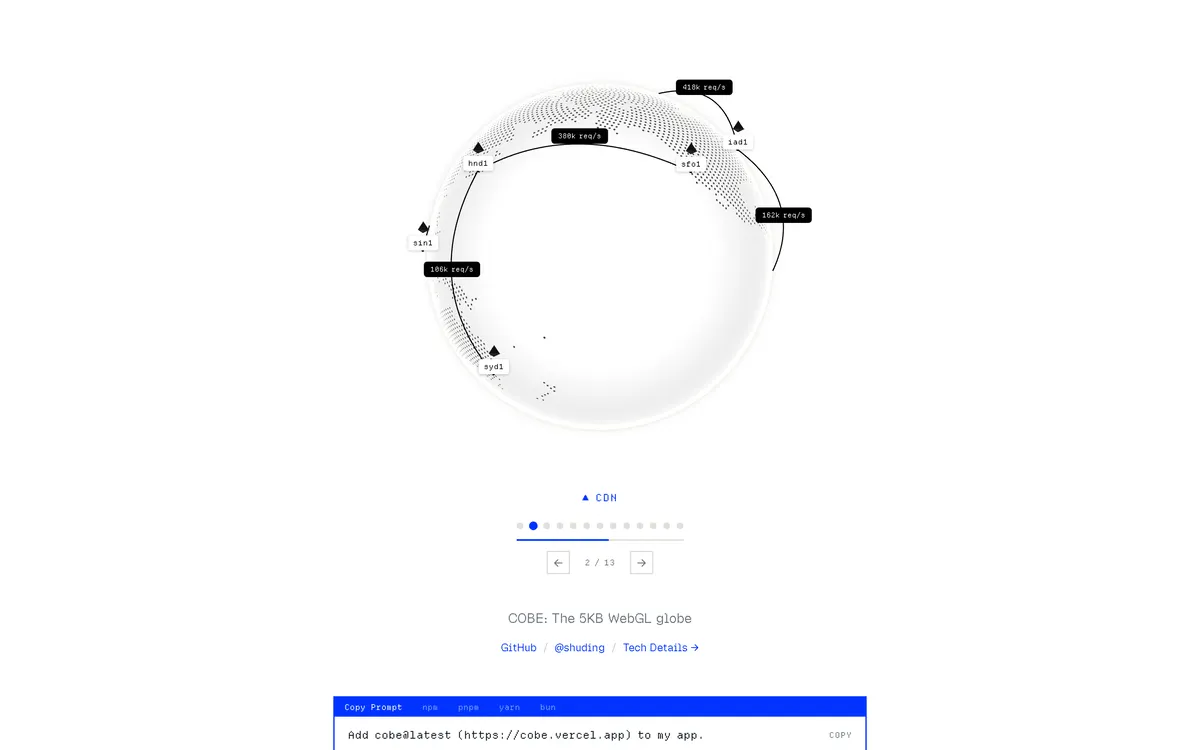 418k req/s
380k req/s
iad1
hnd1
sfo1
162k req/s
sin1
106k req/s
syd1
CDN
2 / 13
COBE: The 5KB WebGL globe
GitHub / @shuding / Tech Details →
Copy Prompt npm pnpm yarn bun
Add cobe@latest (https://cobe.vercel.app) to my app. COPY